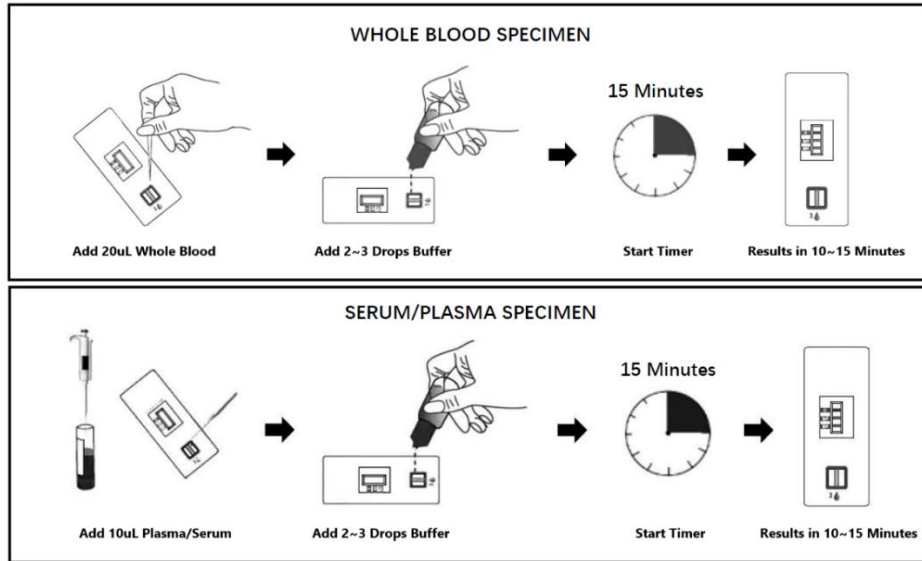 WHOLE BLOOD SPECIMEN
15 Minutes
Add 20uL Whole Blood
Add 2~3 Drops Buffer
Start Timer
Results in 10~15 Minutes
SERUM/PLASMA SPECIMEN
15 Minutes
Add 10uL Plasma/Serum
Add 2~3 Drops Buffer
Start Timer
Results in 10~15 Minutes